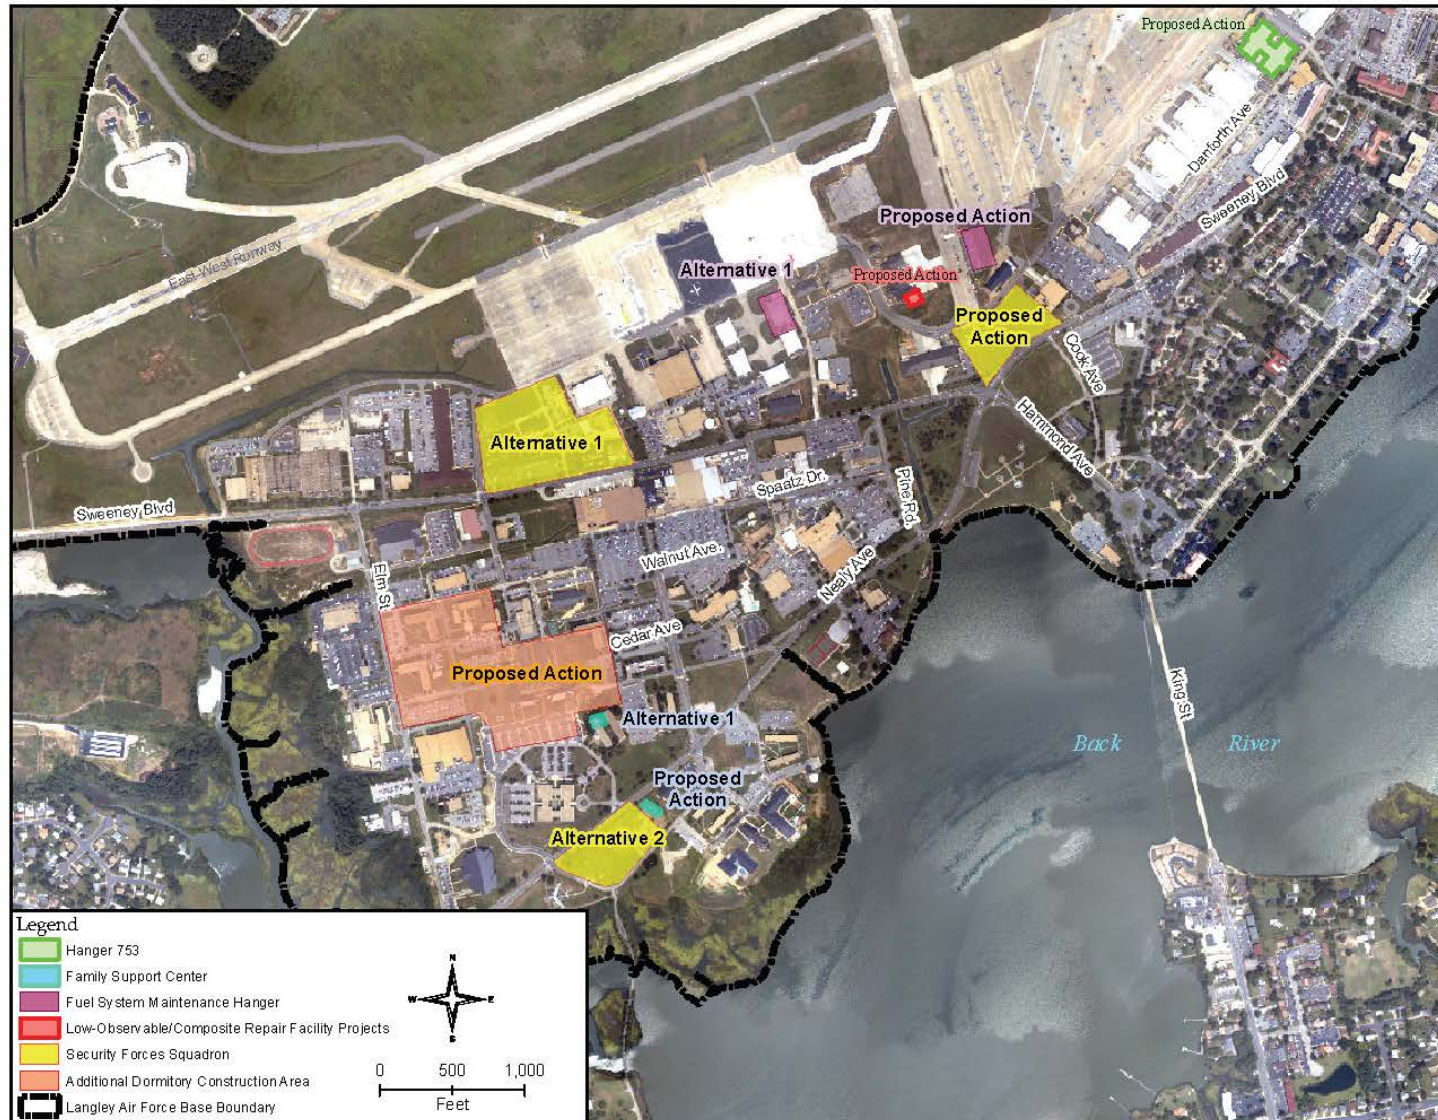 Proposed Action
Danforth Ave
Sweeney Blvd
Proposed Action
East-West Runway
Alternative 1
Proposed Action
Proposed
Action
Cook Ave
Alternative 1
Hammond Ave
Spaatz Dr.
Pine Rd.
Sweeney Blvd
Walnut Ave.
Elm St
Nealy Ave
Cedar Ave
Proposed Action
King St
Alternative 1
Back River
Proposed
Action
Alternative 2
Legend
Hanger 753
Family Support Center
Fuel System Maintenance Hanger
Low-Observable/Composite Repair Facility Projects
Security Forces Squadron
Additional Dormitory Construction Area
Langley Air Force Base Boundary
N
W E
S
0 500 1,000
Feet